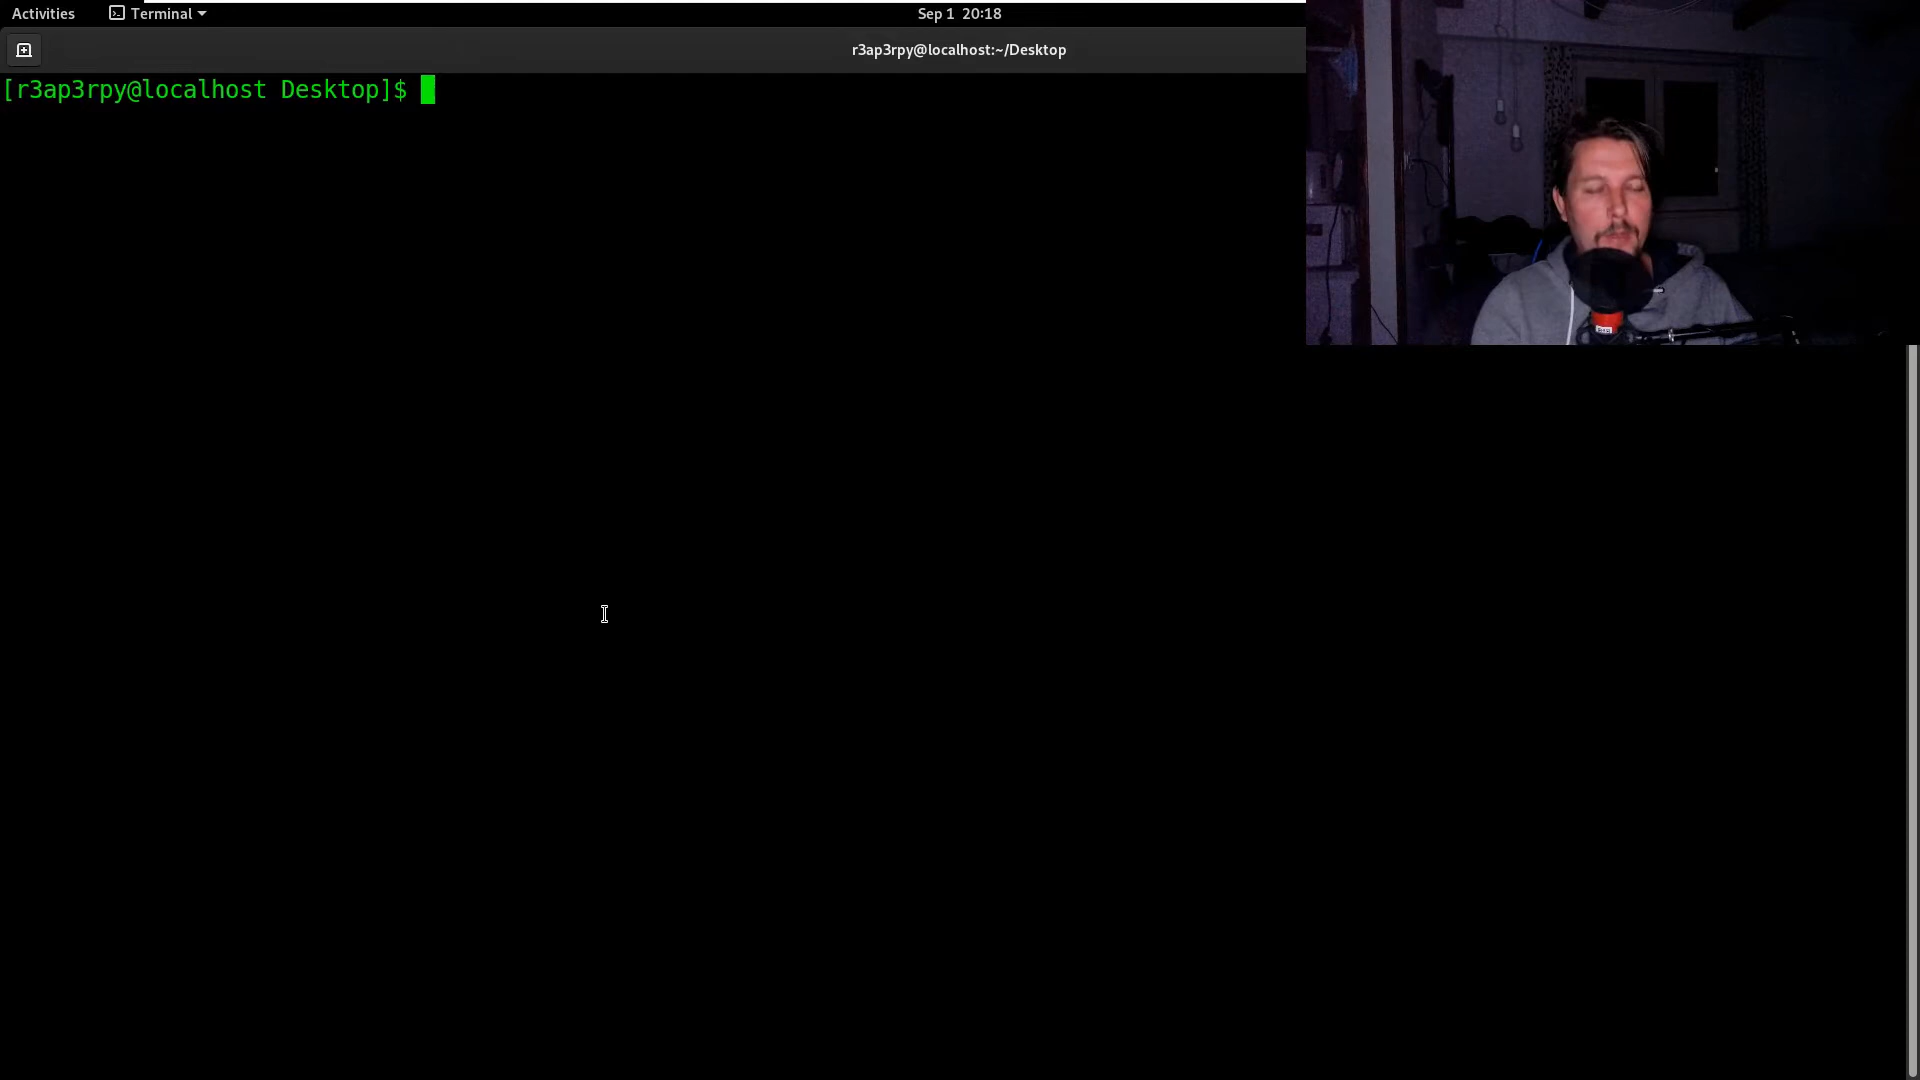 Activities
Terminal
Sep 1 20:18
r3ap3rpy@localhost:~/Desktop
[r3ap3rpy@localhost Desktop]$